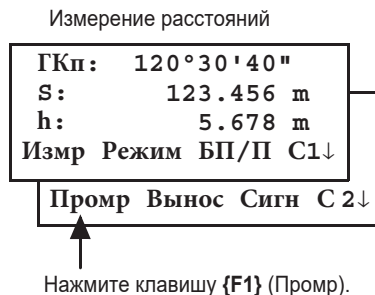 Измерение расстояний
ГКп: 120°30'40"
S: 123.456 m
h: 5.678 m
Измр Режим БП/П С1↓
Промр Вынос Сигн С 2↓
Нажмите клавишу {F1} (Промр).